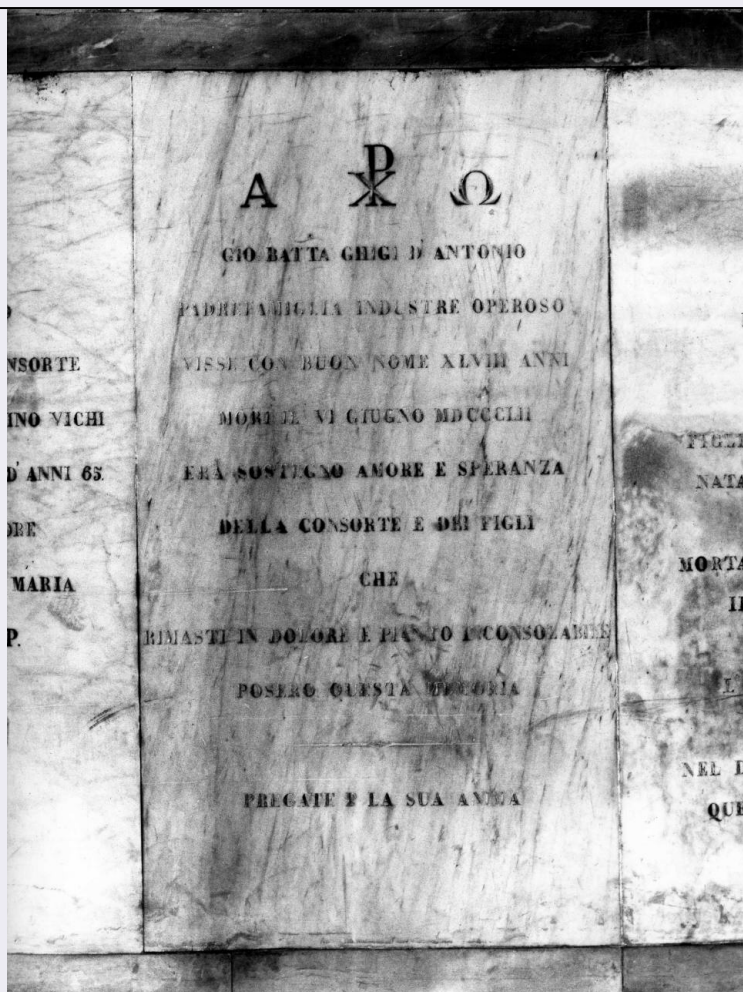 NSORTE
INO VICHI
D'ANNI 65.
ORE
MARIA
P.
A ☧ Ω
GIO BATTA GHIGI D'ANTONIO
PADREFAMIGLIA INDUSTRE OPEROSO
VISSE CON BUON NOME XLVIII ANNI
MORI IL VI GIUGNO MDCCCLII
ERA SOSTEGNO AMORE E SPERANZA
DELLA CONSORTE E DEI FIGLI
CHE
RIMASTI IN DOLORE E PIANTO INCONSOLABILE
POSERO QUESTA MEMORIA
PREGATE P LA SUA ANIMA
FIGLI
NATA
MORTA
NEL D
QUE